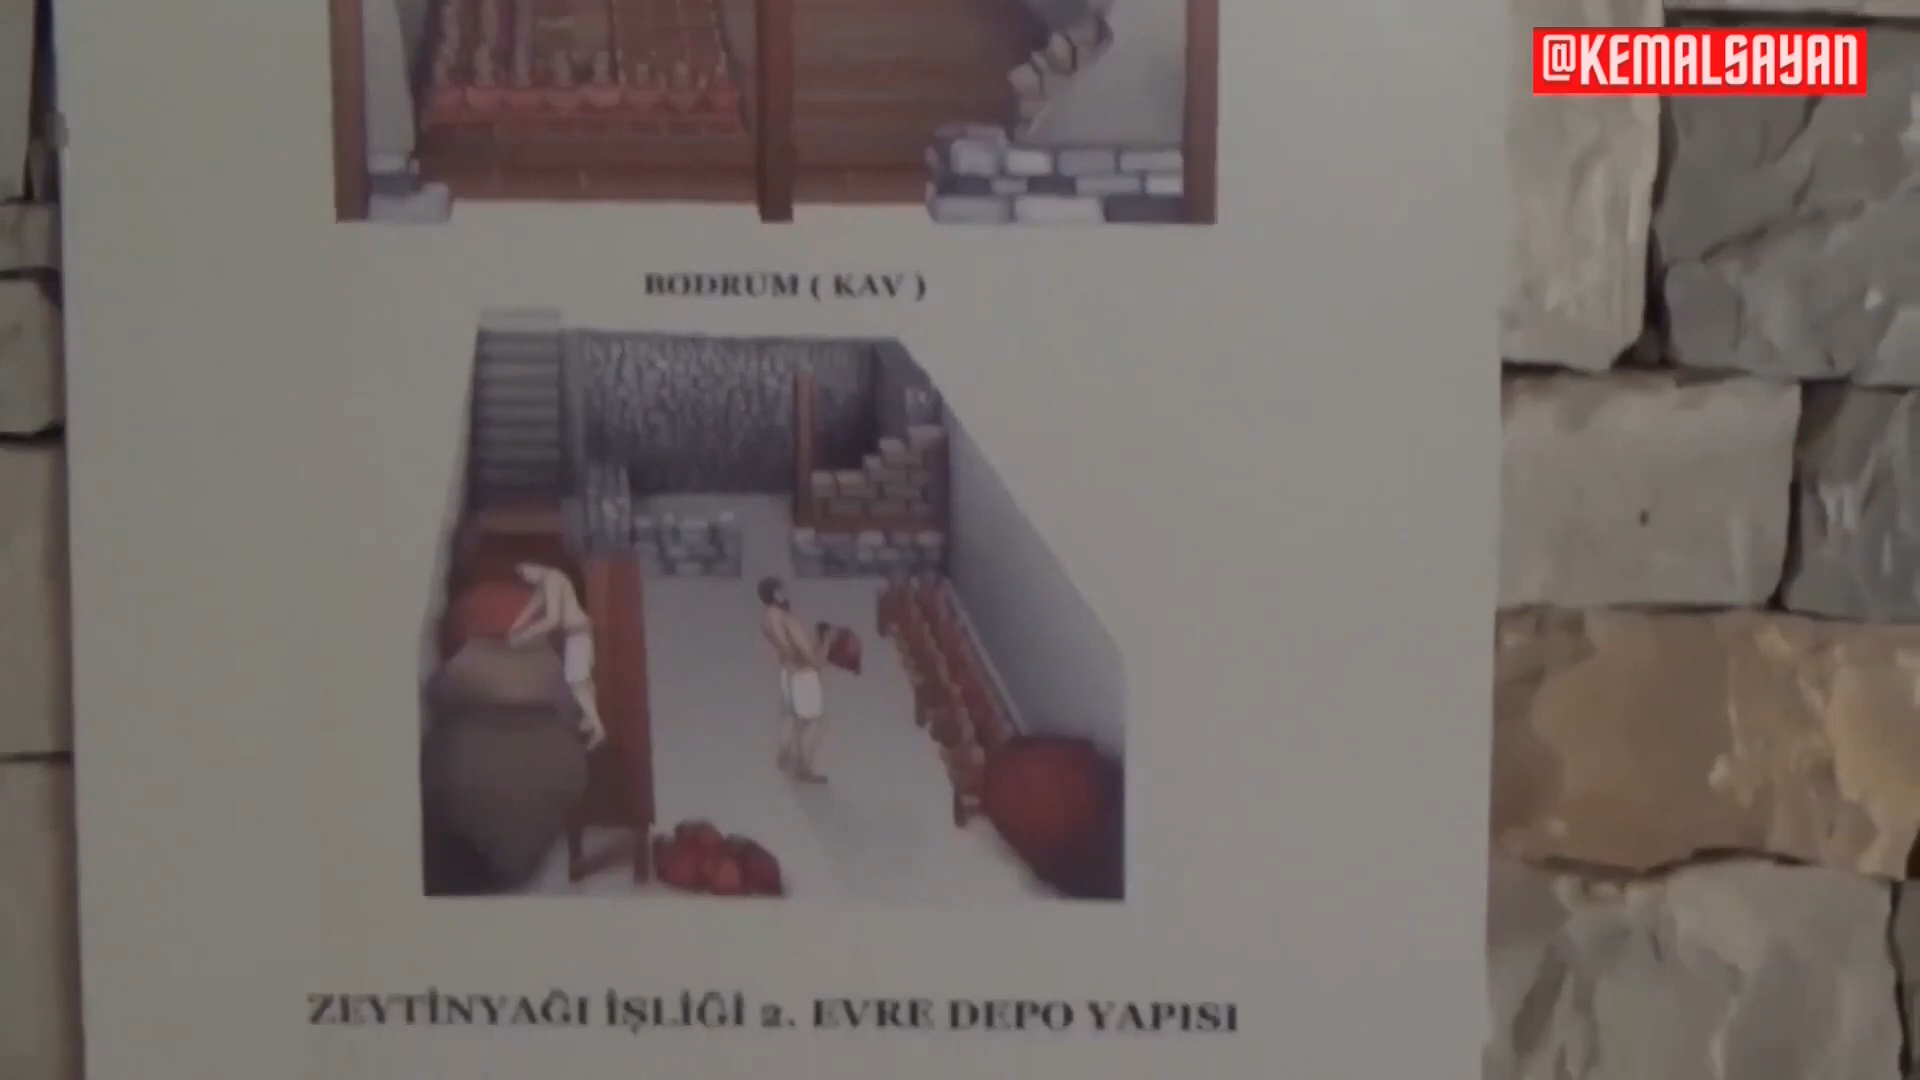 @KEMALSAYAN
BODRUM ( KAV )
ZEYTİNYAĞI İŞLİĞİ 2. EVRE DEPO YAPISI